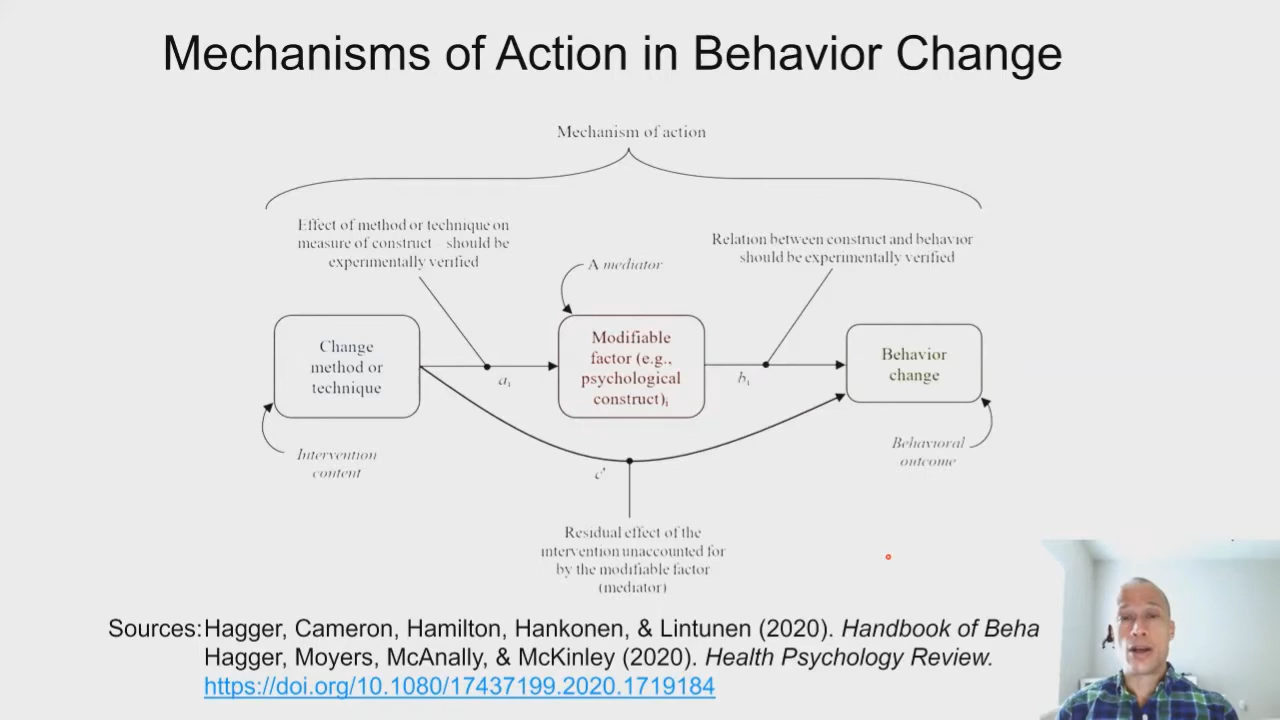 Mechanisms of Action in Behavior Change
Mechanism of action
Effect of method or technique on
measure of construct – should be
experimentally verified
Relation between construct and behavior
should be experimentally verified
A mediator
Change
method or
technique
Modifiable
factor (e.g.,
psychological
construct)ᵢ
Behavior
change
aᵢ
bᵢ
Intervention
content
c'
Behavioral
outcome
Residual effect of the
intervention unaccounted for
by the modifiable factor
(mediator)
Sources: Hagger, Cameron, Hamilton, Hankonen, & Lintunen (2020). Handbook of Beha
Hagger, Moyers, McAnally, & McKinley (2020). Health Psychology Review.
https://doi.org/10.1080/17437199.2020.1719184